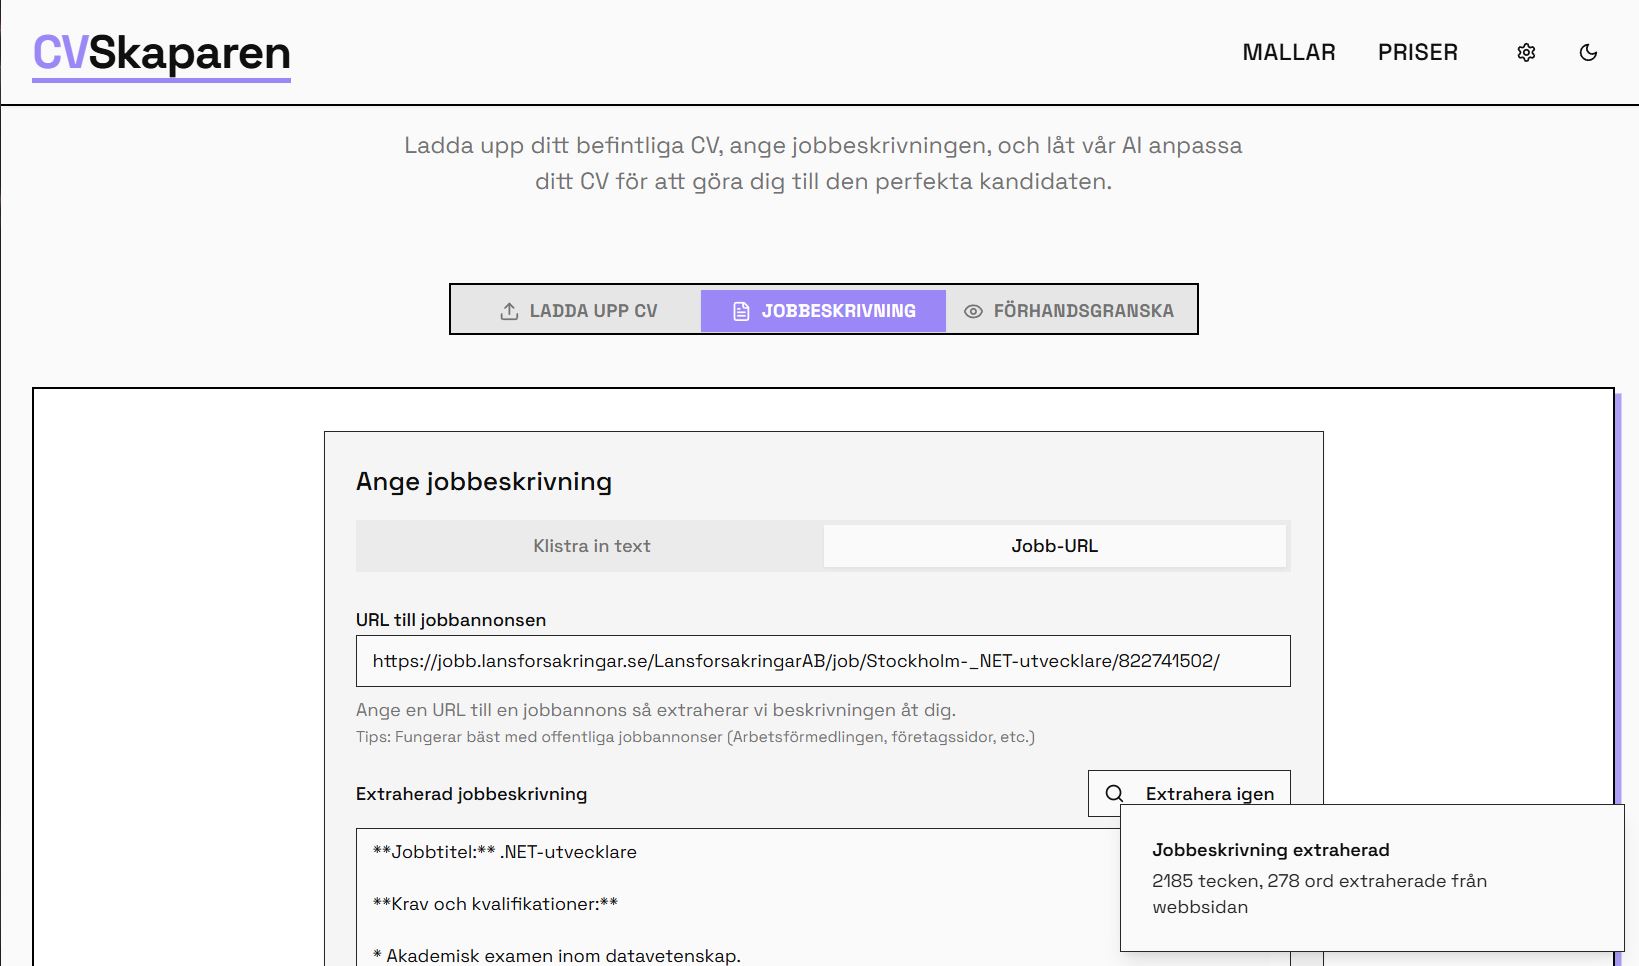 CVSkaparen
MALLAR
PRISER
Ladda upp ditt befintliga CV, ange jobbeskrivningen, och låt vår AI anpassa
ditt CV för att göra dig till den perfekta kandidaten.
LADDA UPP CV
JOBBESKRIVNING
FÖRHANDSGRANSKA
Ange jobbeskrivning
Klistra in text
Jobb-URL
URL till jobbannonsen
https://jobb.lansforsakringar.se/LansforsakringarAB/job/Stockholm-_NET-utvecklare/822741502/
Ange en URL till en jobbannons så extraherar vi beskrivningen åt dig.
Tips: Fungerar bäst med offentliga jobbannonser (Arbetsförmedlingen, företagssidor, etc.)
Extraherad jobbeskrivning
Extrahera igen
**Jobbtitel:** .NET-utvecklare
**Krav och kvalifikationer:**
* Akademisk examen inom datavetenskap.
Jobbeskrivning extraherad
2185 tecken, 278 ord extraherade från
webbsidan